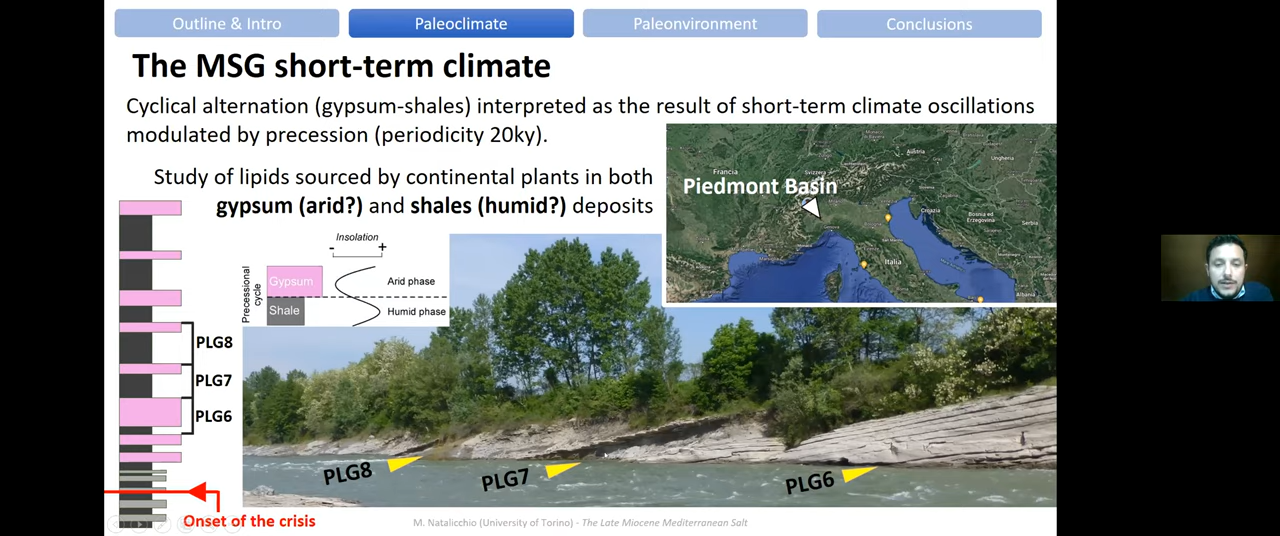 Outline & Intro
Paleoclimate
Paleonvironment
Conclusions
The MSG short-term climate
Cyclical alternation (gypsum-shales) interpreted as the result of short-term climate oscillations
modulated by precession (periodicity 20ky).
Study of lipids sourced by continental plants in both
gypsum (arid?) and shales (humid?) deposits
Piedmont Basin
Francia
Svizzera
Austria
Ungheria
Croazia
Bosnia ed
Erzegovina
Serbia
Italia
Albania
Insolation
- +
Precessional
cycle
Gypsum
Arid phase
Shale
Humid phase
PLG8
PLG7
PLG6
PLG8
PLG7
PLG6
Onset of the crisis
M. Natalicchio (University of Torino) - The Late Miocene Mediterranean Salt